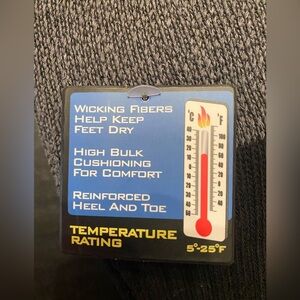 WICKING FIBERS
HELP KEEP
FEET DRY
HIGH BULK
CUSHIONING
FOR COMFORT
REINFORCED
HEEL AND TOE
TEMPERATURE
RATING
°C °F
5°-25°F